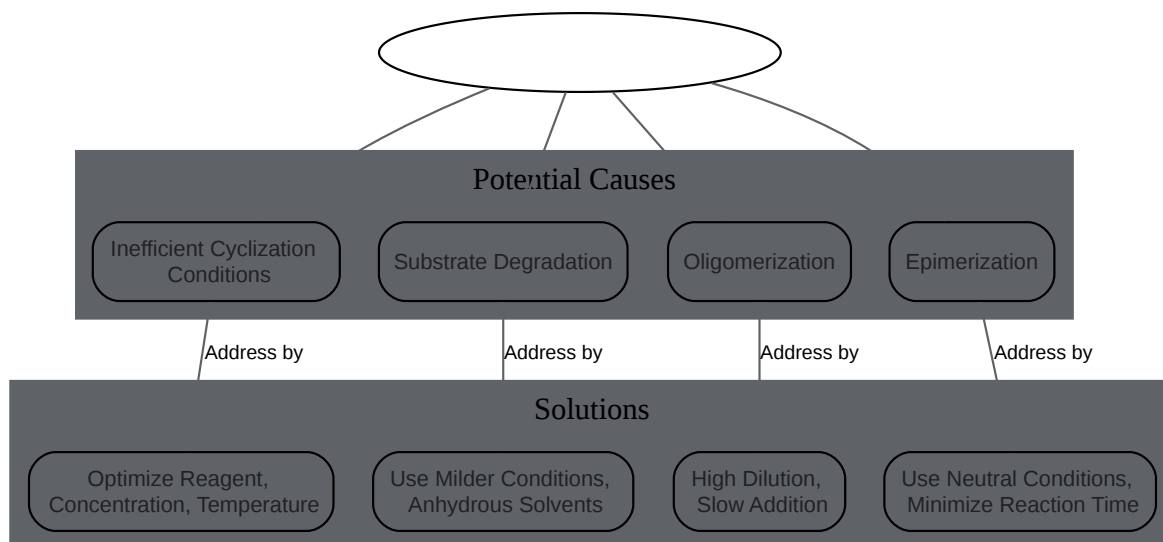 Potential Causes
Inefficient Cyclization
Conditions
Substrate Degradation
Oligomerization
Epimerization
Address by
Address by
Address by
Address by
Solutions
Optimize Reagent,
Concentration, Temperature
Use Milder Conditions,
Anhydrous Solvents
High Dilution,
Slow Addition
Use Neutral Conditions,
Minimize Reaction Time